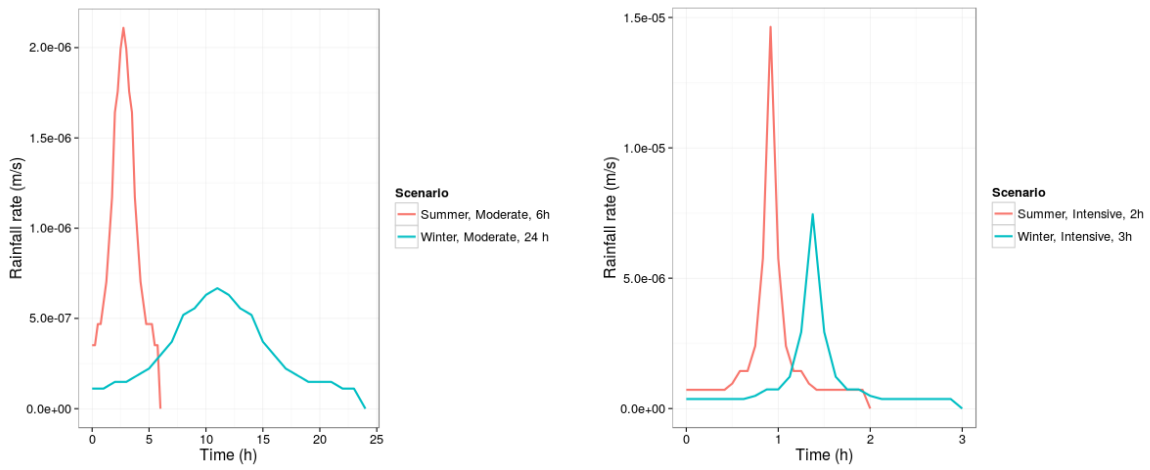 2.0e-06
1.5e-06
1.0e-06
5.0e-07
0.0e+00
Rainfall rate (m/s)
0 5 10 15 20 25
Time (h)
Scenario
Summer, Moderate, 6h
Winter, Moderate, 24 h
1.5e-05
1.0e-05
5.0e-06
0.0e+00
Rainfall rate (m/s)
0 1 2 3
Time (h)
Scenario
Summer, Intensive, 2h
Winter, Intensive, 3h